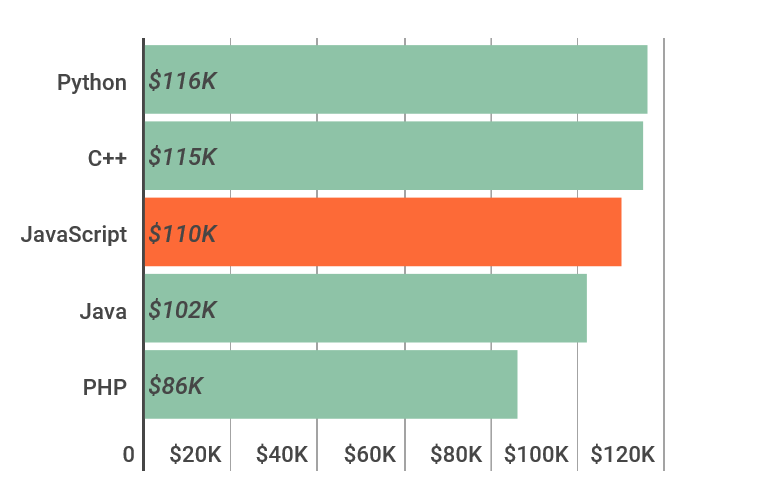 Python $116K
C++ $115K
JavaScript $110K
Java $102K
PHP $86K
0 $20K $40K $60K $80K $100K $120K